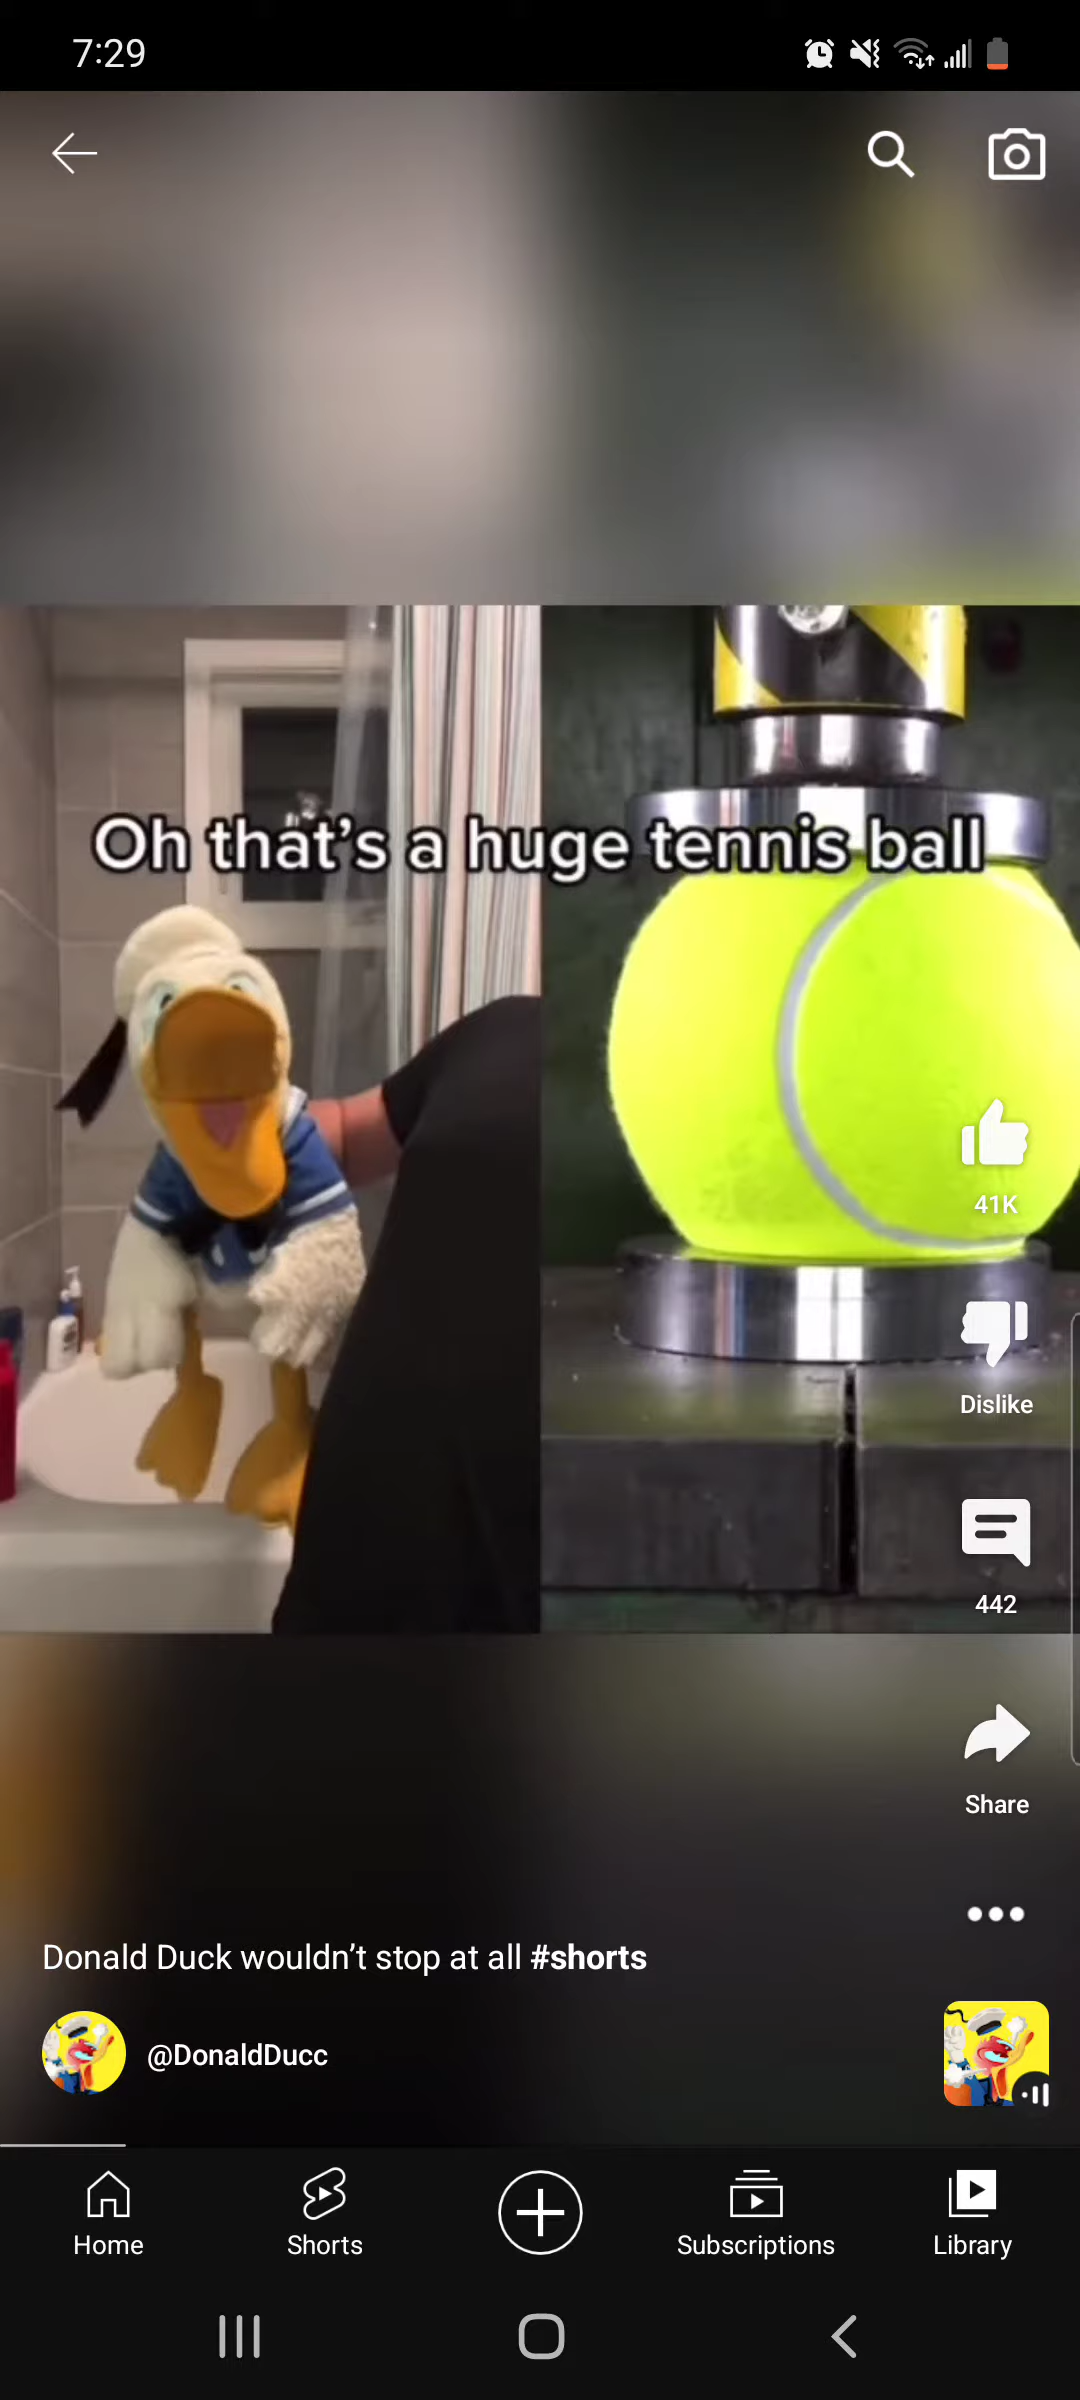 7:29
Oh that’s a huge tennis ball
41K
Dislike
442
Share
Donald Duck wouldn’t stop at all #shorts
@DonaldDucc
Home
Shorts
Subscriptions
Library